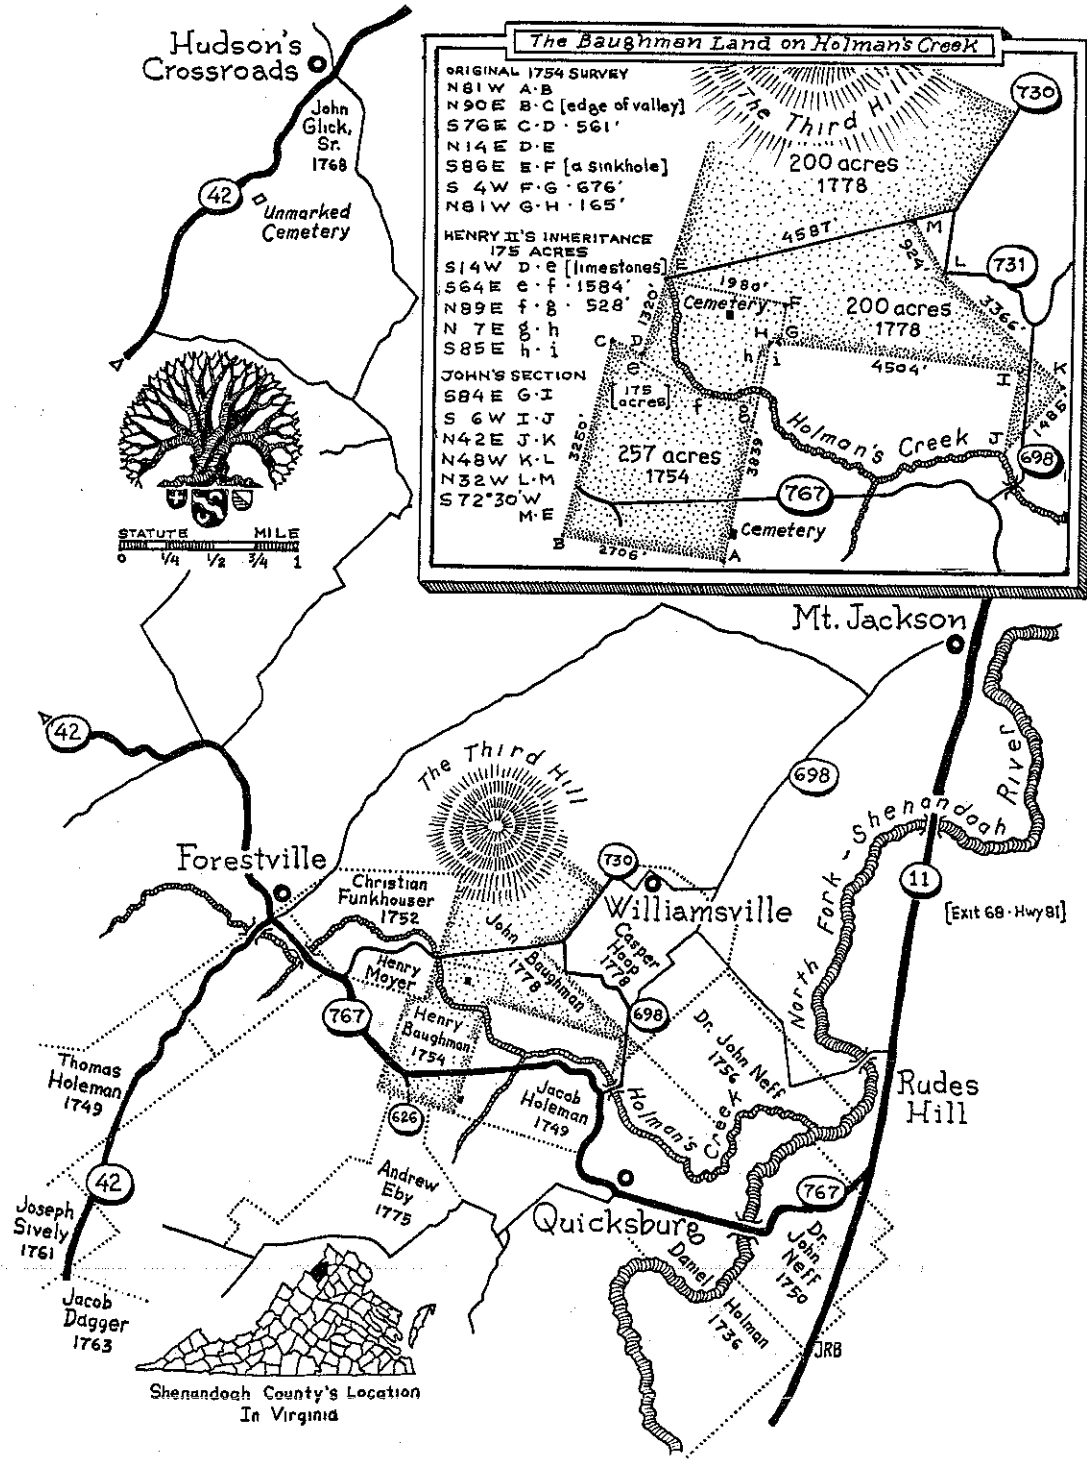 Hudson's
Crossroads
John
Glick,
Sr.
1768
42
Unmarked
Cemetery
STATUTE MILE
0 1/4 1/2 3/4 1
The Baughman Land on Holman's Creek
ORIGINAL 1754 SURVEY
N81W A·B
N90E B·C [edge of valley]
S76E C·D · 561'
N14E D·E
S86E E·F [a sinkhole]
S 4W F·G · 676'
N81W G·H · 165'
HENRY II'S INHERITANCE
175 ACRES
S14W D·e [limestones]
S64E e·f · 1584'
N89E f·g · 528'
N 7E g·h
S85E h·i
JOHN'S SECTION
S84E G·I
S 6W I·J
N42E J·K
N48W K·L
N32W L·M
S72°30'W
M·E
The Third Hill
730
200 acres
1778
4587'
M
924'
L
731
E
1980'
1320'
Cemetery
F
200 acres
1778
3366'
C
D
e
H
G
h
i
4504'
I
K
1485'
[175
acres]
f
g
3250'
257 acres
1754
3839'
Holman's Creek
J
698
767
Cemetery
B
2706'
A
Mt. Jackson
42
The Third Hill
698
North Fork, Shenandoah River
11
[Exit 68 · Hwy 81]
Forestville
Christian
Funkhouser
1752
730
Williamsville
John
Baughman
1778
Casper
Hoop
1778
Henry
Moyer
698
767
Henry
Baughman
1754
Dr. John Neff
1756
Thomas
Holeman
1749
Jacob
Holeman
1749
Holman's
Creek
Rudes
Hill
626
42
Andrew
Eby
1775
767
Joseph
Sively
1761
Quicksburg
Dr.
John
Neff
1750
Daniel
Holman
1736
Jacob
Dagger
1763
JRB
Shenandoah County's Location
In Virginia